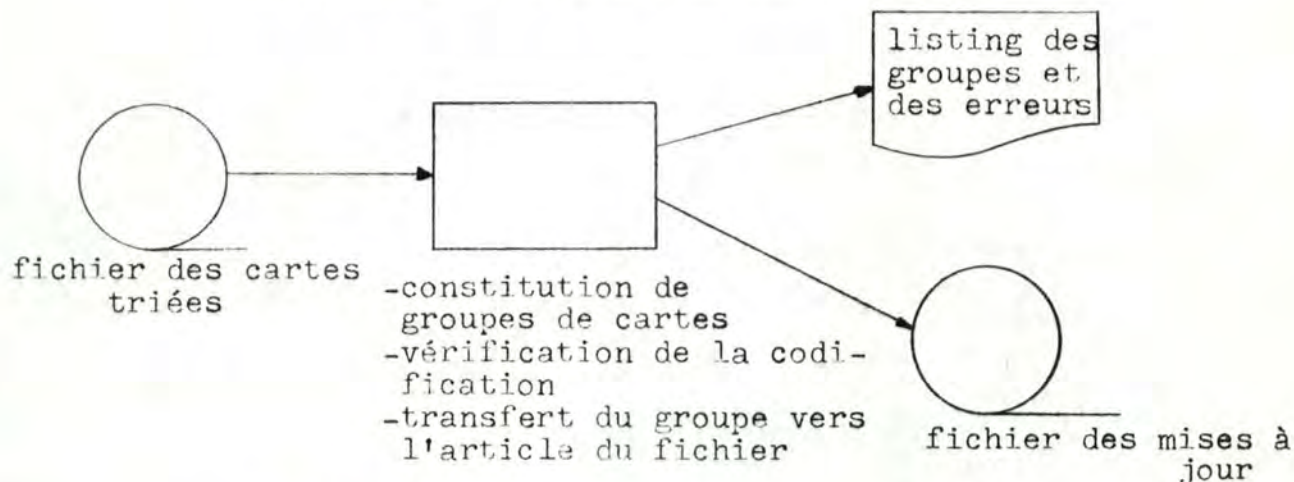 listing des
groupes et
des erreurs
fichier des cartes
triées
-constitution de
groupes de cartes
-vérification de la codi-
fication
-transfert du groupe vers
l'article du fichier
fichier des mises à
jour